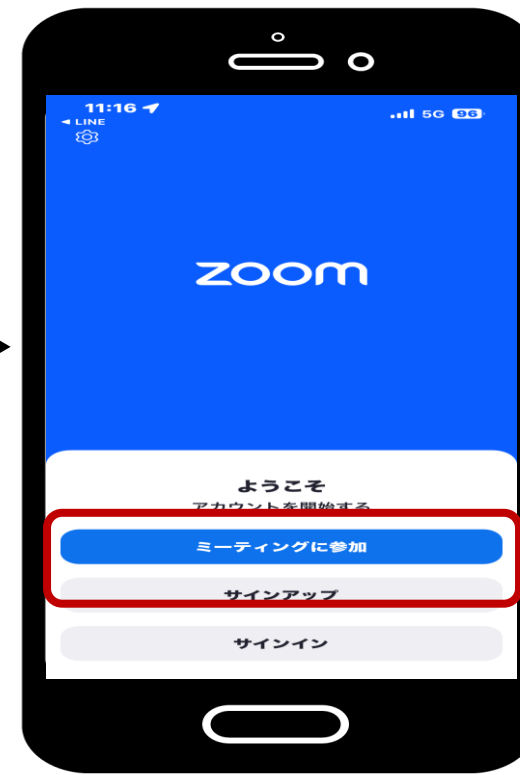 11:16
◀ LINE
5G 96
zoom
ようこそ
アカウントを開始する
ミーティングに参加
サインアップ
サインイン